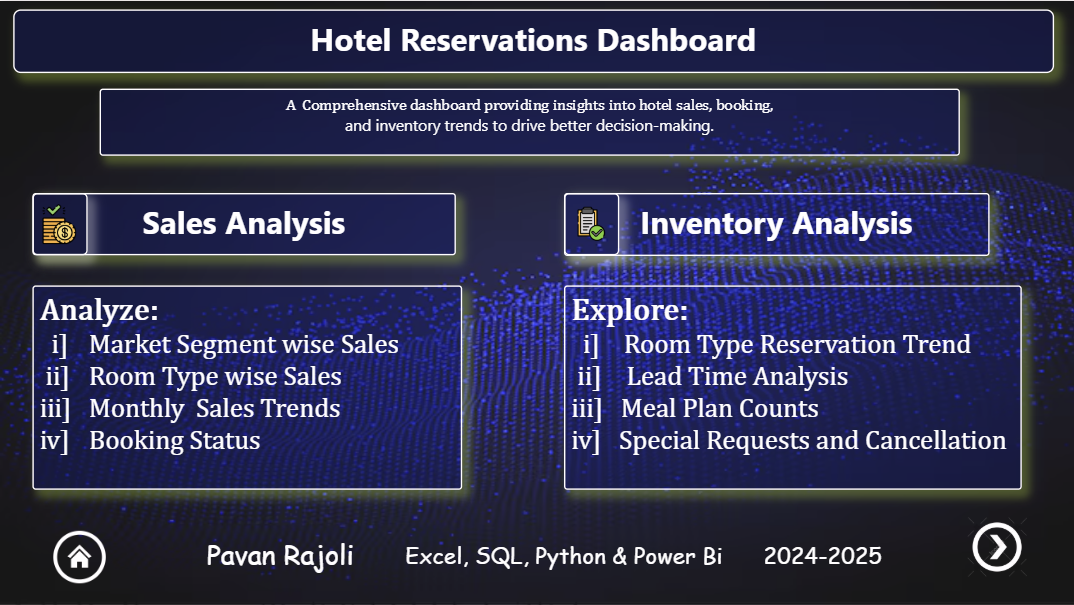 Hotel Reservations Dashboard
A Comprehensive dashboard providing insights into hotel sales, booking,
and inventory trends to drive better decision-making.
Sales Analysis
Analyze:
i] Market Segment wise Sales
ii] Room Type wise Sales
iii] Monthly Sales Trends
iv] Booking Status
Inventory Analysis
Explore:
i] Room Type Reservation Trend
ii] Lead Time Analysis
iii] Meal Plan Counts
iv] Special Requests and Cancellation
Pavan Rajoli Excel, SQL, Python & Power Bi 2024-2025